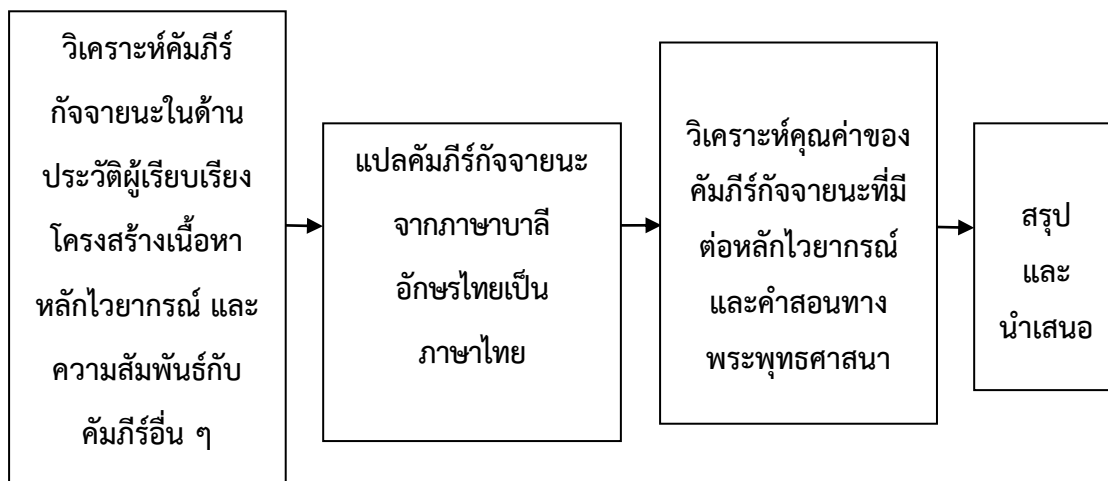 วิเคราะห์คัมภีร์
กัจจายนะในด้าน
ประวัติผู้เรียบเรียง
โครงสร้างเนื้อหา
หลักไวยากรณ์ และ
ความสัมพันธ์กับ
คัมภีร์อื่น ๆ
แปลคัมภีร์กัจจายนะ
จากภาษาบาลี
อักษรไทยเป็น
ภาษาไทย
วิเคราะห์คุณค่าของ
คัมภีร์กัจจายนะที่มี
ต่อหลักไวยากรณ์
และคำสอนทาง
พระพุทธศาสนา
สรุป
และ
นำเสนอ